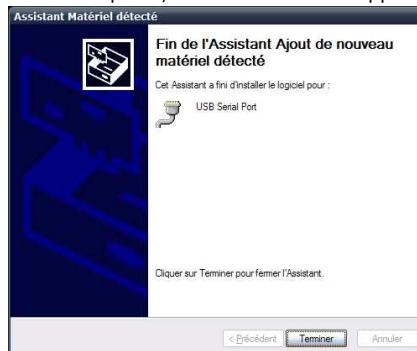 Assistant Matériel détecté
Fin de l'Assistant Ajout de nouveau
matériel détecté
Cet Assistant a fini d'installer le logiciel pour :
USB Serial Port
Cliquer sur Terminer pour fermer l'Assistant.
< Précédent
Terminer
Annuler